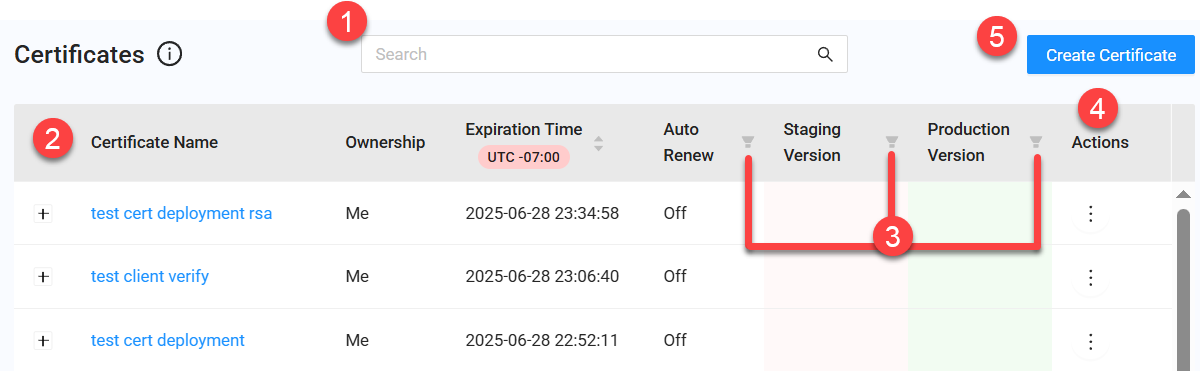 1
Certificates
Search
5
Create Certificate
2
Certificate Name
Ownership
Expiration Time
UTC -07:00
Auto
Renew
Staging
Version
Production
Version
4
Actions
test cert deployment rsa
Me
2025-06-28 23:34:58
Off
3
test client verify
Me
2025-06-28 23:06:40
Off
test cert deployment
Me
2025-06-28 22:52:11
Off